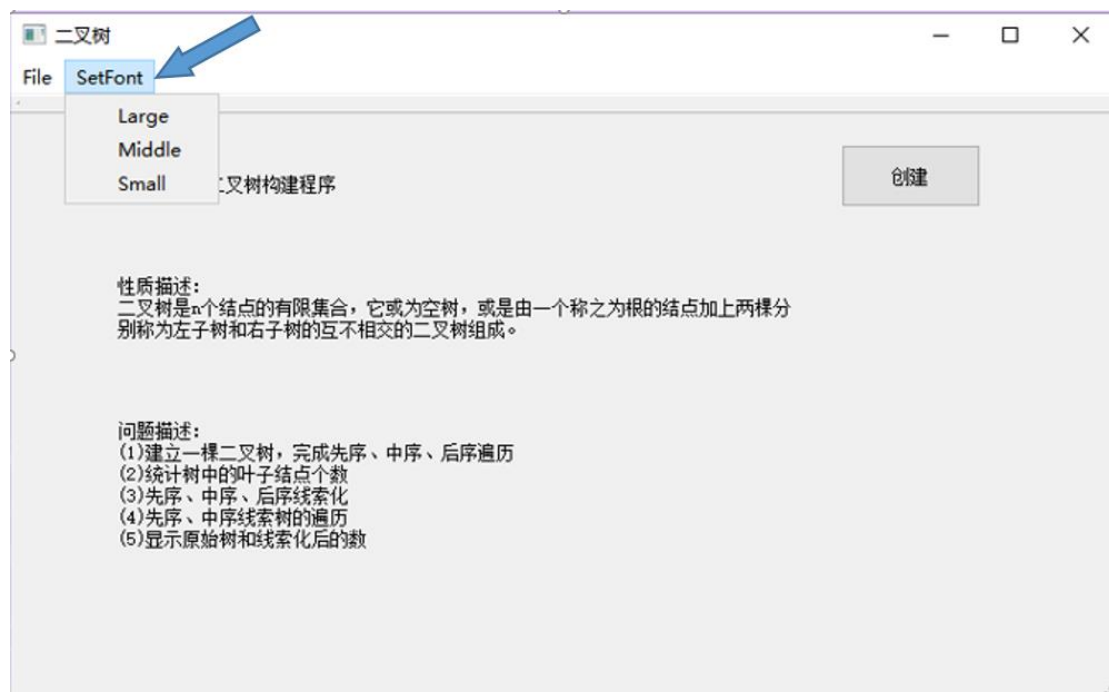 二叉树
File SetFont
Large
Middle
Small
叉树构建程序
创建
性质描述:
二叉树是n个结点的有限集合，它或为空树，或是由一个称之为根的结点加上两棵分
别称为左子树和右子树的互不相交的二叉树组成。
问题描述:
(1)建立一棵二叉树，完成先序、中序、后序遍历
(2)统计树中的叶子结点个数
(3)先序、中序、后序线索化
(4)先序、中序线索树的遍历
(5)显示原始树和线索化后的数